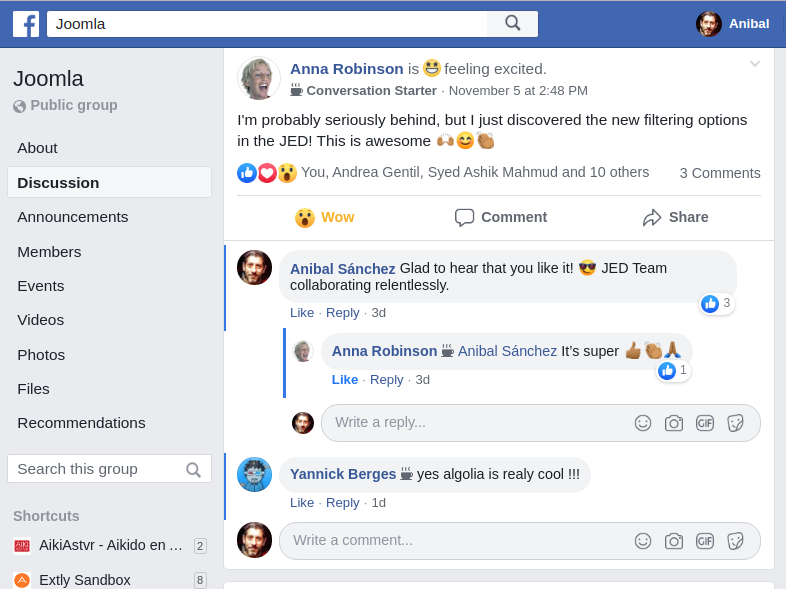 Joomla
Anibal
Joomla
Public group
About
Discussion
Announcements
Members
Events
Videos
Photos
Files
Recommendations
Search this group
Shortcuts
AikiAstvr - Aikido en … 2
Extly Sandbox 8
Anna Robinson is 😃 feeling excited.
Conversation Starter · November 5 at 2:48 PM
I'm probably seriously behind, but I just discovered the new filtering options
in the JED! This is awesome 🙌🏽😊👏🏽
You, Andrea Gentil, Syed Ashik Mahmud and 10 others 3 Comments
Wow Comment Share
Anibal Sánchez Glad to hear that you like it! 😎 JED Team
collaborating relentlessly.
3
Like · Reply · 3d
Anna Robinson Anibal Sánchez It's super 👍🏽👏🏽🙏🏽
1
Like · Reply · 3d
Write a reply...
GIF
Yannick Berges yes algolia is realy cool !!!
Like · Reply · 1d
Write a comment...
GIF